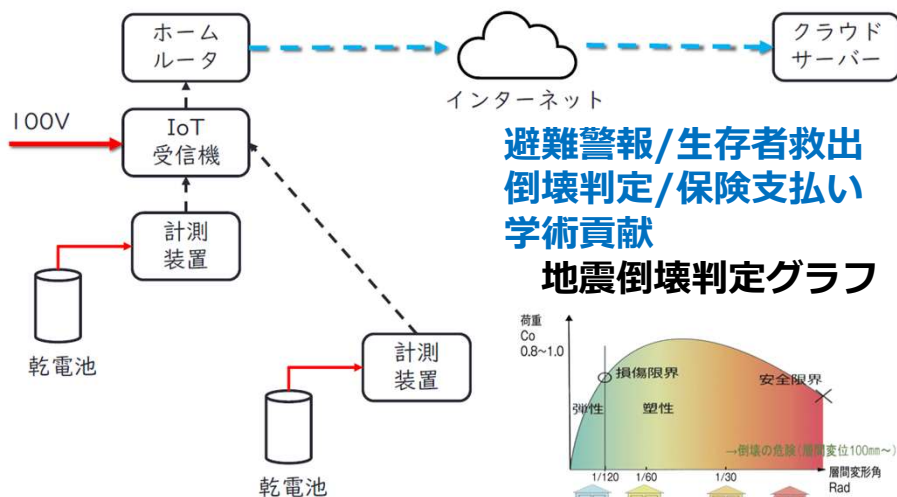 ホーム
ルータ
インターネット
クラウド
サーバー
100V
IoT
受信機
計測
装置
乾電池
計測
装置
乾電池
避難警報/生存者救出
倒壊判定/保険支払い
学術貢献
地震倒壊判定グラフ
荷重
Co
0.8~1.0
損傷限界
安全限界
弾性
塑性
→倒壊の危険(層間変位100mm~)
1/120
1/60
1/30
層間変形角
Rad